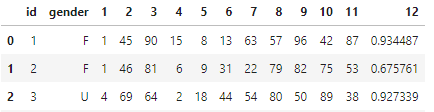 id gender 1 2 3 4 5 6 7 8 9 10 11 12
0 1 F 1 45 90 15 8 13 63 57 96 42 87 0.934487
1 2 F 1 46 81 6 9 31 22 79 82 75 53 0.675761
2 3 U 4 69 64 2 18 44 54 80 50 89 38 0.927339